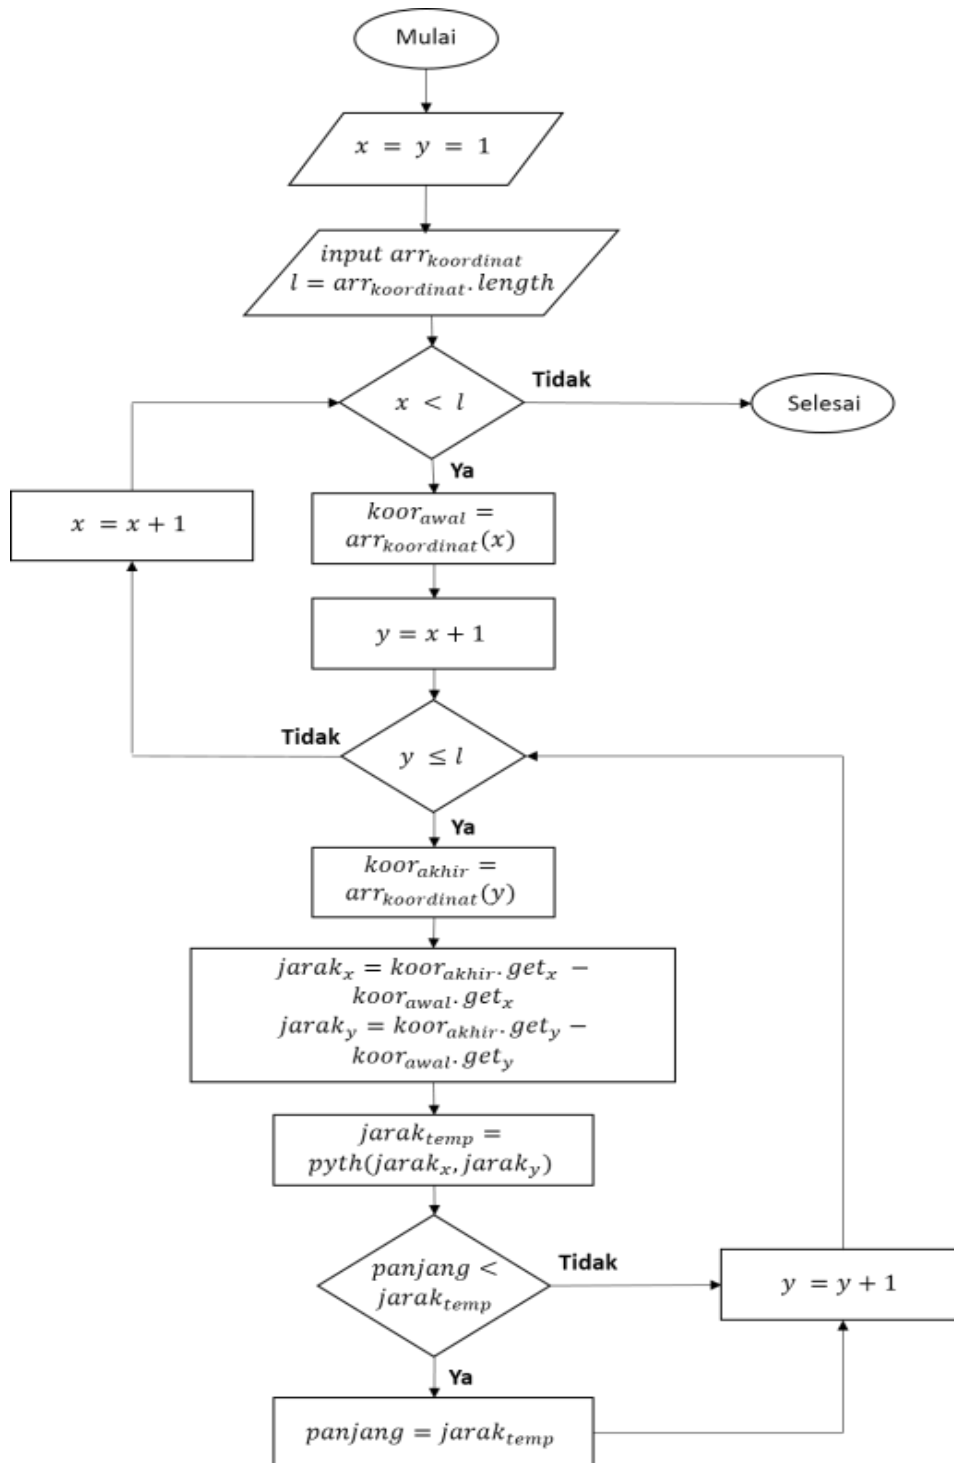 Mulai
x = y = 1
input arr_koordinat
l = arr_koordinat.length
x < l
Tidak
Selesai
Ya
x = x + 1
koor_awal =
arr_koordinat(x)
y = x + 1
Tidak
y ≤ l
Ya
koor_akhir =
arr_koordinat(y)
jarak_x = koor_akhir.get_x −
koor_awal.get_x
jarak_y = koor_akhir.get_y −
koor_awal.get_y
jarak_temp =
pyth(jarak_x, jarak_y)
panjang <
jarak_temp
Tidak
y = y + 1
Ya
panjang = jarak_temp